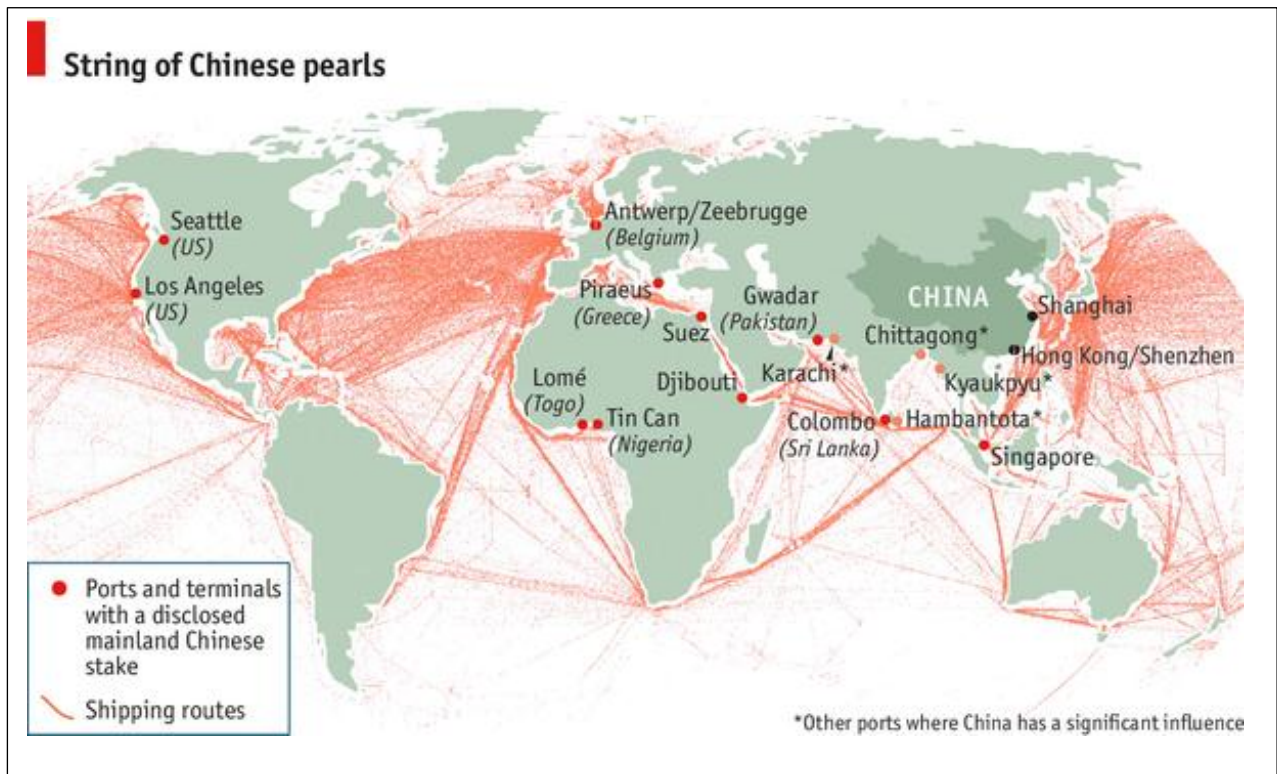 String of Chinese pearls
Seattle
(US)
Los Angeles
(US)
Antwerp/Zeebrugge
(Belgium)
Piraeus
(Greece)
Suez
Gwadar
(Pakistan)
Karachi*
CHINA
Chittagong*
Shanghai
Hong Kong/Shenzhen
Kyaukpyu*
Lomé
(Togo)
Tin Can
(Nigeria)
Djibouti
Colombo
(Sri Lanka)
Hambantota*
Singapore
Ports and terminals
with a disclosed
mainland Chinese
stake
Shipping routes
*Other ports where China has a significant influence